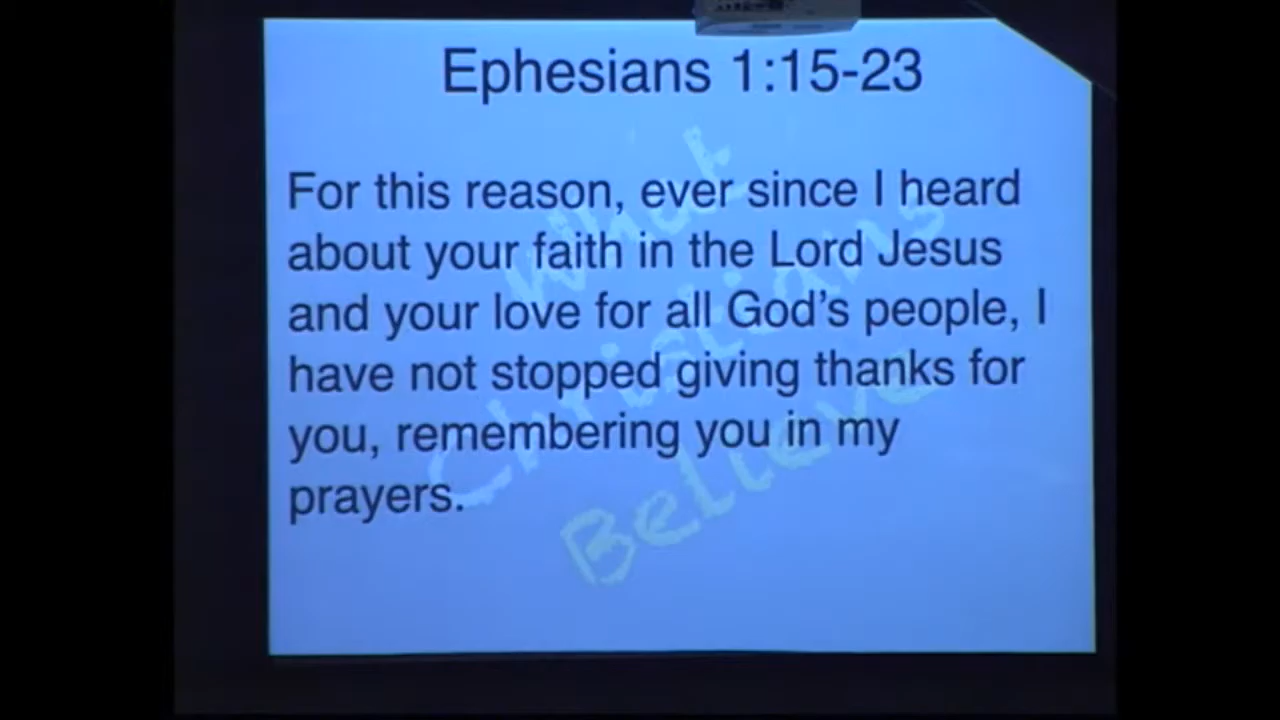 Ephesians 1:15-23
For this reason, ever since I heard
about your faith in the Lord Jesus
and your love for all God’s people, I
have not stopped giving thanks for
you, remembering you in my
prayers.
What
Christians
Believe